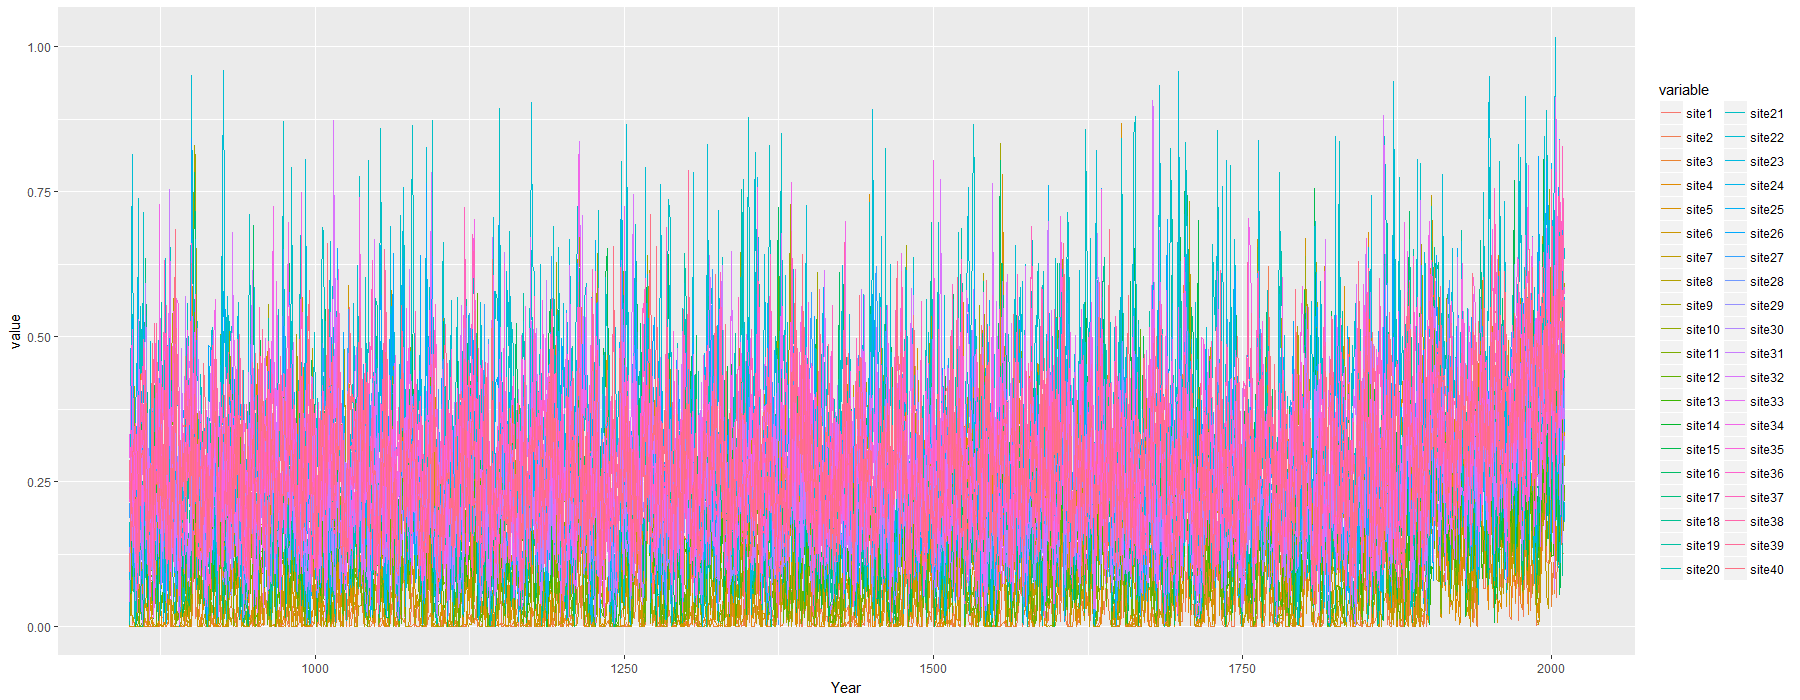 1.00
0.75
0.50
0.25
0.00
value
1000 1250 1500 1750 2000
Year
variable
site1 site21
site2 site22
site3 site23
site4 site24
site5 site25
site6 site26
site7 site27
site8 site28
site9 site29
site10 site30
site11 site31
site12 site32
site13 site33
site14 site34
site15 site35
site16 site36
site17 site37
site18 site38
site19 site39
site20 site40